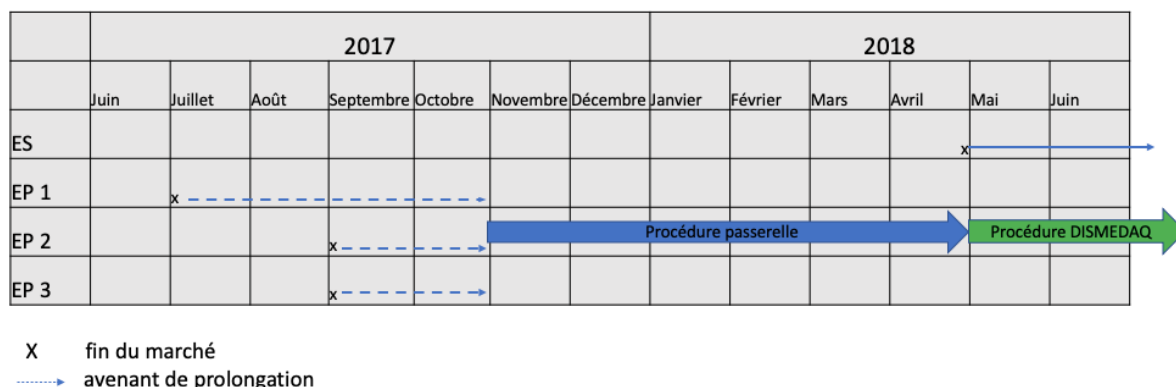 2017 2018
Juin Juillet Août Septembre Octobre Novembre Décembre Janvier Février Mars Avril Mai Juin
ES x
EP 1 x
EP 2 x Procédure passerelle Procédure DISMEDAQ
EP 3 x
X fin du marché
avenant de prolongation